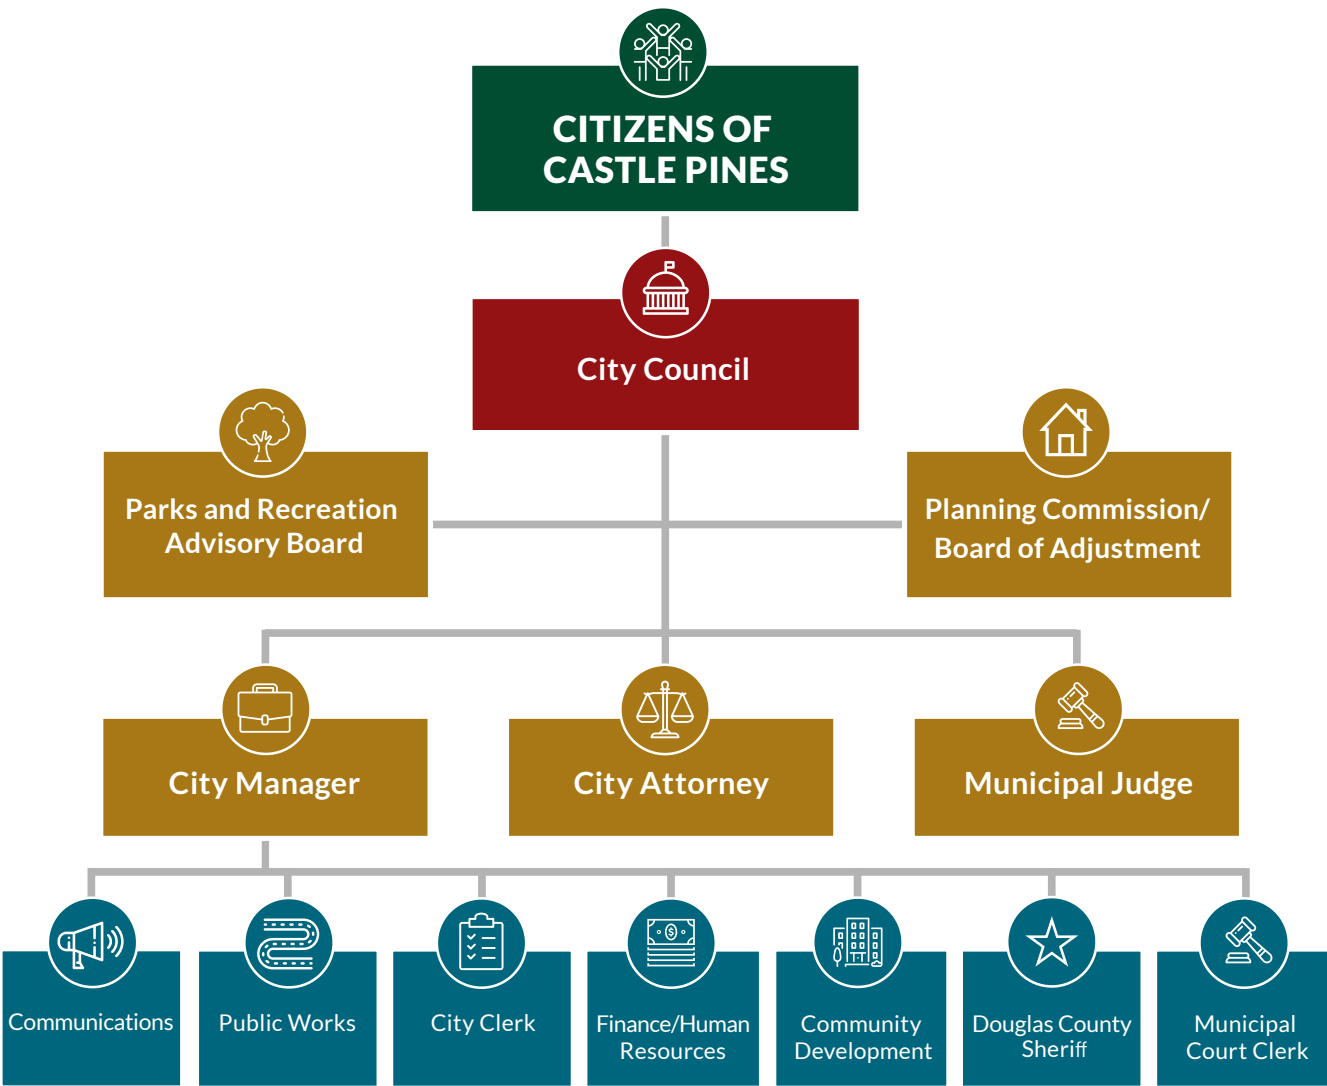 CITIZENS OF
CASTLE PINES
City Council
Parks and Recreation
Advisory Board
Planning Commission/
Board of Adjustment
City Manager
City Attorney
Municipal Judge
Communications
Public Works
City Clerk
Finance/Human
Resources
Community
Development
Douglas County
Sheriff
Municipal
Court Clerk